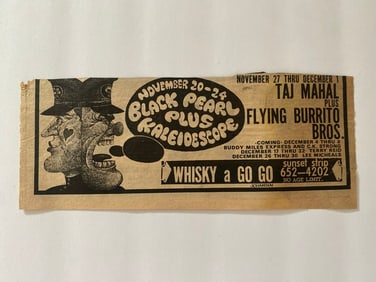 NOVEMBER 20-24
BLACK PEARL
PLUS
KALEIDESCOPE
NOVEMBER 27 THRU DECEMBER 1
TAJ MAHAL
PLUS
FLYING BURRITO
BROS.
-COMING- DECEMBER 4 THRU 8
BUDDY MILES EXPRESS AND C.K. STRONG
DECEMBER 17 THRU 22 TERRY REID
DECEMBER 26 THRU 30 LEE MICHEALS
WHISKY a GO GO
sunset strip
652-4202
NO AGE LIMIT.